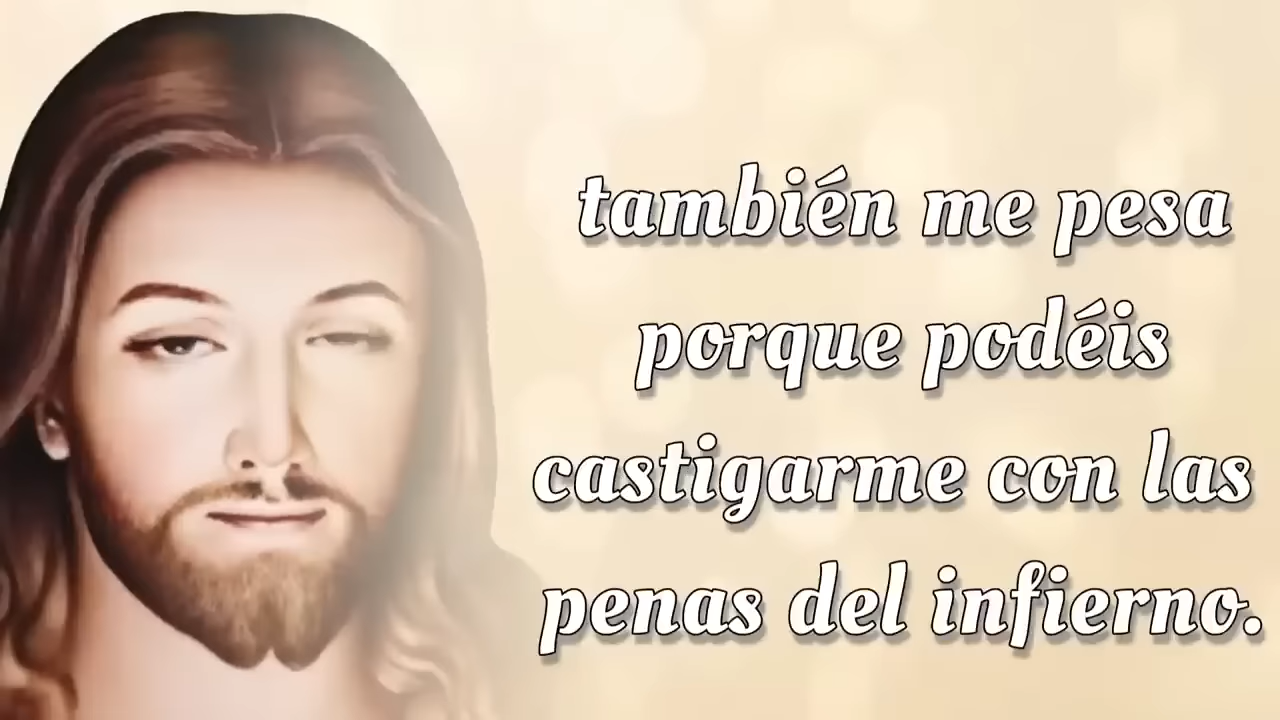 también me pesa
porque podéis
castigarme con las
penas del infierno.